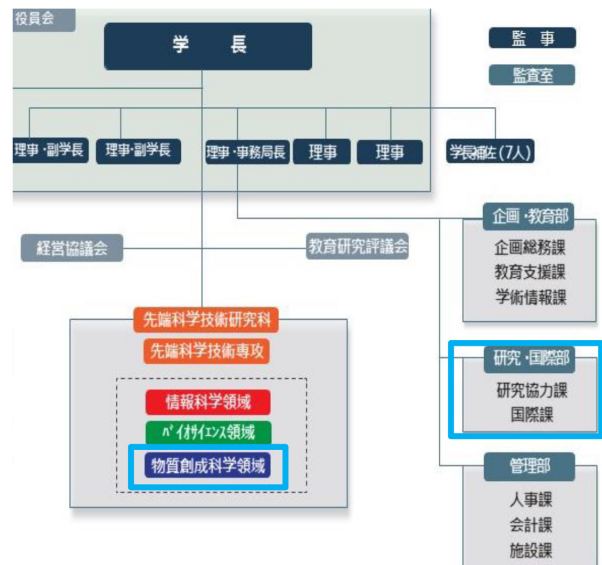 役員会
学 長
監 事
監査室
理事・副学長
理事・副学長
理事・事務局長
理事
理事
学長補佐(7人)
経営協議会
教育研究評議会
企画・教育部
企画総務課
教育支援課
学術情報課
先端科学技術研究科
先端科学技術専攻
情報科学領域
バイオサイエンス領域
物質創成科学領域
研究・国際部
研究協力課
国際課
管理部
人事課
会計課
施設課